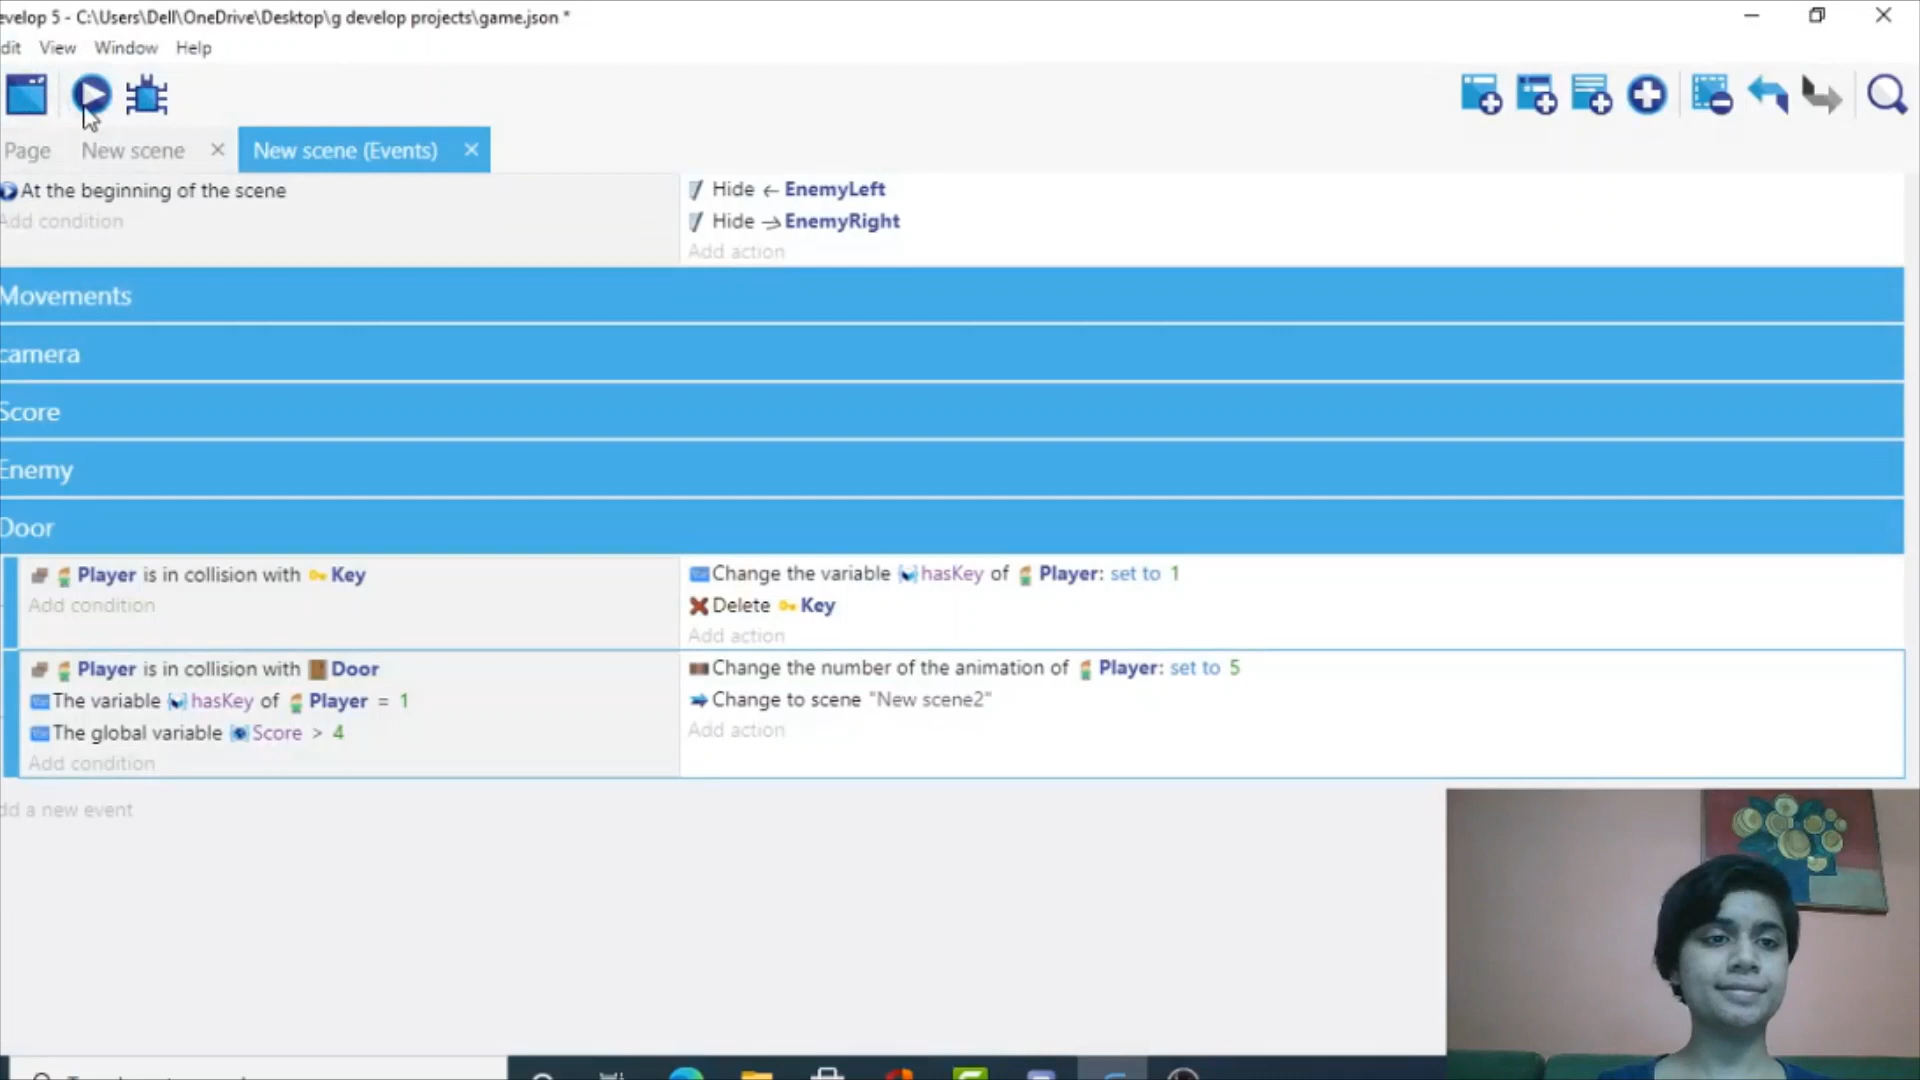 evelop 5 - C:\Users\Dell\OneDrive\Desktop\g develop projects\game.json *
dit View Window Help
Page New scene × New scene (Events) ×
At the beginning of the scene
Add condition
Hide EnemyLeft
Hide EnemyRight
Add action
Movements
camera
Score
Enemy
Door
Player is in collision with Key
Add condition
Change the variable hasKey of Player: set to 1
Delete Key
Add action
Player is in collision with Door
The variable hasKey of Player = 1
The global variable Score > 4
Add condition
Change the number of the animation of Player: set to 5
Change to scene "New scene2"
Add action
dd a new event